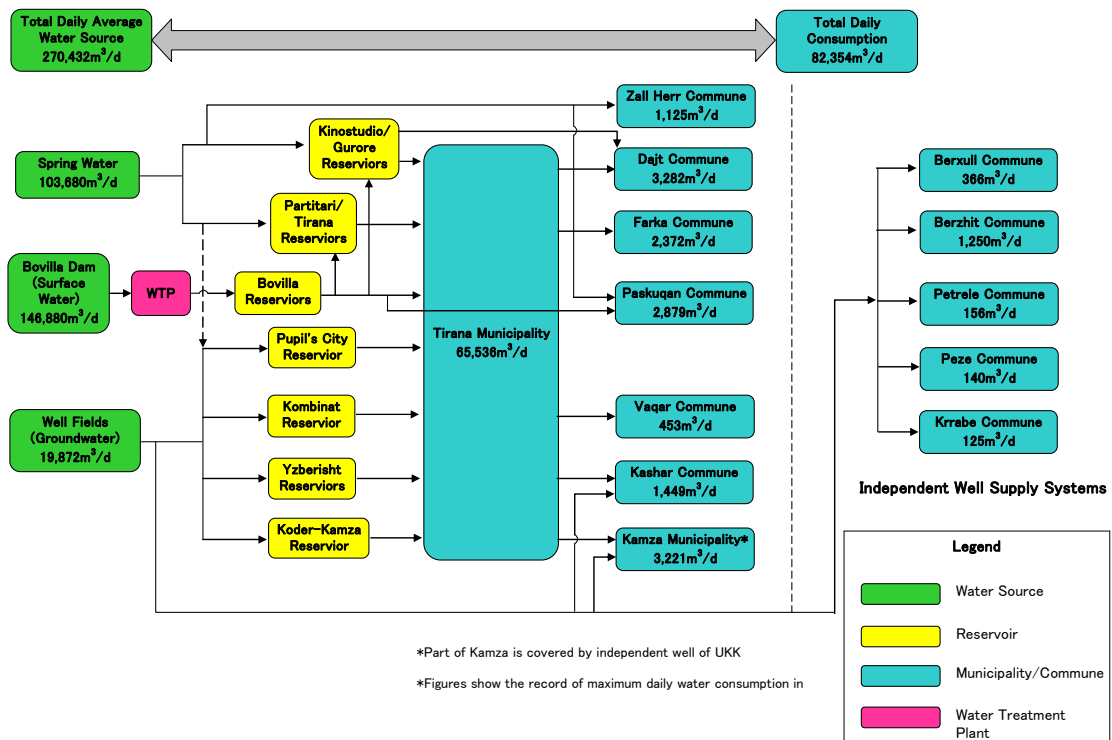 Total Daily Average
Water Source
270,432m³/d
Total Daily
Consumption
82,354m³/d
Zall Herr Commune
1,125m³/d
Kinostudio/
Gurore
Reserviors
Dajt Commune
3,282m³/d
Spring Water
103,680m³/d
Berxull Commune
366m³/d
Partitari/
Tirana
Reserviors
Farka Commune
2,372m³/d
Berzhit Commune
1,250m³/d
Bovilla Dam
(Surface
Water)
146,880m³/d
WTP
Bovilla
Reserviors
Paskuqan Commune
2,879m³/d
Petrele Commune
156m³/d
Tirana Municipality
65,536m³/d
Pupil's City
Reservior
Peze Commune
140m³/d
Well Fields
(Groundwater)
19,872m³/d
Kombinat
Reservior
Vaqar Commune
453m³/d
Krrabe Commune
125m³/d
Yzberisht
Reserviors
Kashar Commune
1,449m³/d
Independent Well Supply Systems
Koder-Kamza
Reservior
Kamza Municipality*
3,221m³/d
Legend
Water Source
Reservoir
Municipality/Commune
Water Treatment
Plant
*Part of Kamza is covered by independent well of UKK
*Figures show the record of maximum daily water consumption in